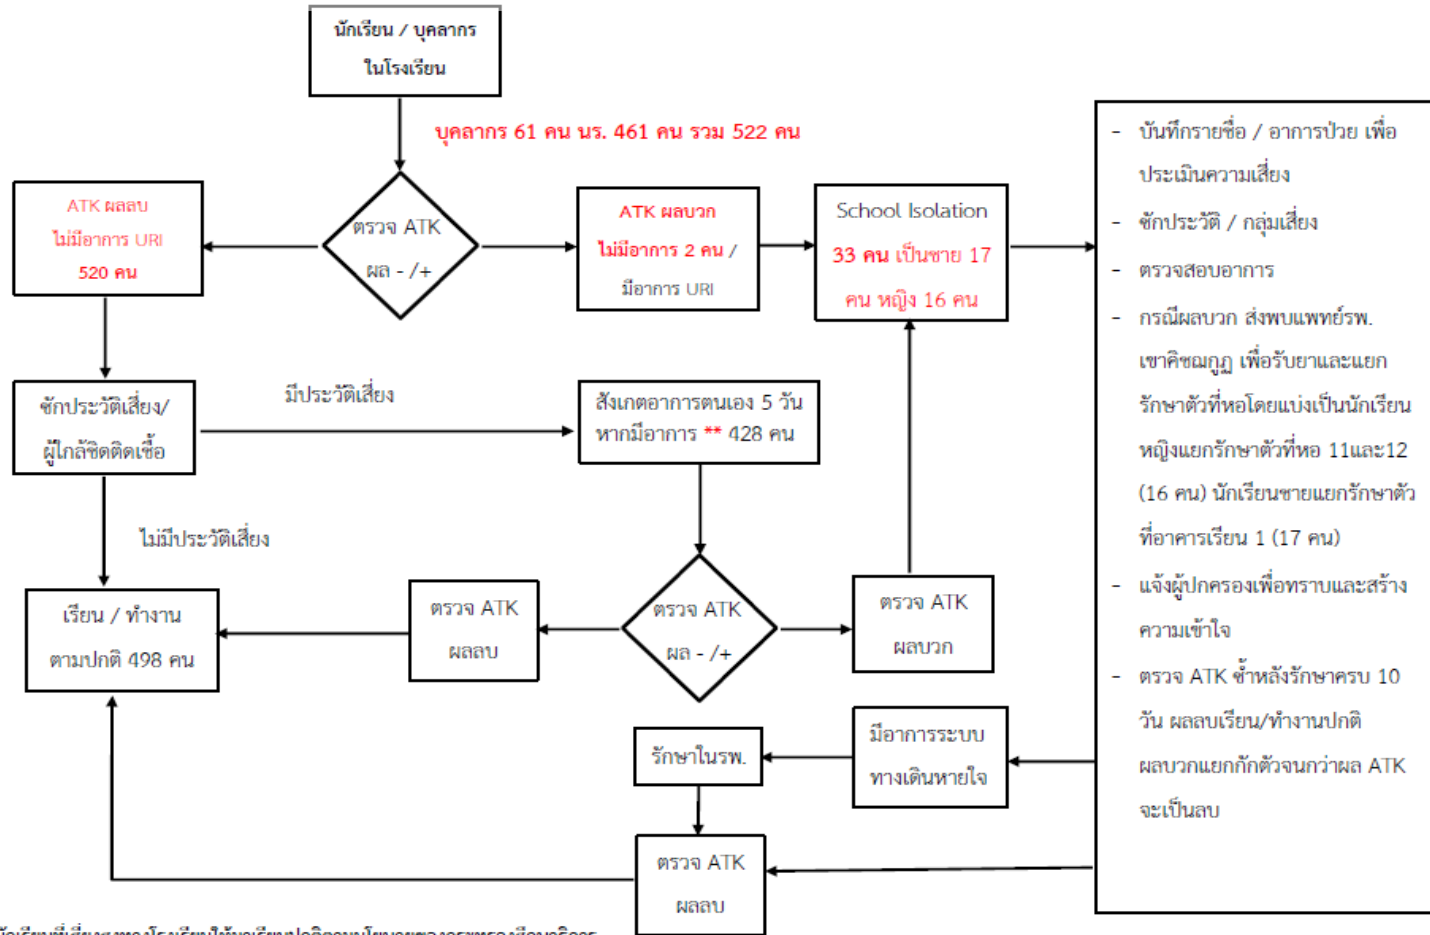 นักเรียน / บุคลากร
ในโรงเรียน
บุคลากร 61 คน นร. 461 คน รวม 522 คน
ATK ผลลบ
ไม่มีอาการ URI
520 คน
ตรวจ ATK
ผล - /+
ATK ผลบวก
ไม่มีอาการ 2 คน /
มีอาการ URI
School Isolation
33 คน เป็นชาย 17
คน หญิง 16 คน
- บันทึกรายชื่อ / อาการป่วย เพื่อ
ประเมินความเสี่ยง
- ซักประวัติ / กลุ่มเสี่ยง
- ตรวจสอบอาการ
- กรณีผลบวก ส่งพบแพทย์รพ.
เขาคิชฌกูฏ เพื่อรับยาและแยก
รักษาตัวที่หอโดยแบ่งเป็นนักเรียน
หญิงแยกรักษาตัวที่หอ 11และ12
(16 คน) นักเรียนชายแยกรักษาตัว
ที่อาคารเรียน 1 (17 คน)
- แจ้งผู้ปกครองเพื่อทราบและสร้าง
ความเข้าใจ
- ตรวจ ATK ซ้ำหลังรักษาครบ 10
วัน ผลลบเรียน/ทำงานปกติ
ผลบวกแยกกักตัวจนกว่าผล ATK
จะเป็นลบ
ซักประวัติเสี่ยง/
ผู้ใกล้ชิดติดเชื้อ
มีประวัติเสี่ยง
สังเกตอาการตนเอง 5 วัน
หากมีอาการ ** 428 คน
ไม่มีประวัติเสี่ยง
เรียน / ทำงาน
ตามปกติ 498 คน
ตรวจ ATK
ผลลบ
ตรวจ ATK
ผล - /+
ตรวจ ATK
ผลบวก
รักษาในรพ.
มีอาการระบบ
ทางเดินหายใจ
ตรวจ ATK
ผลลบ